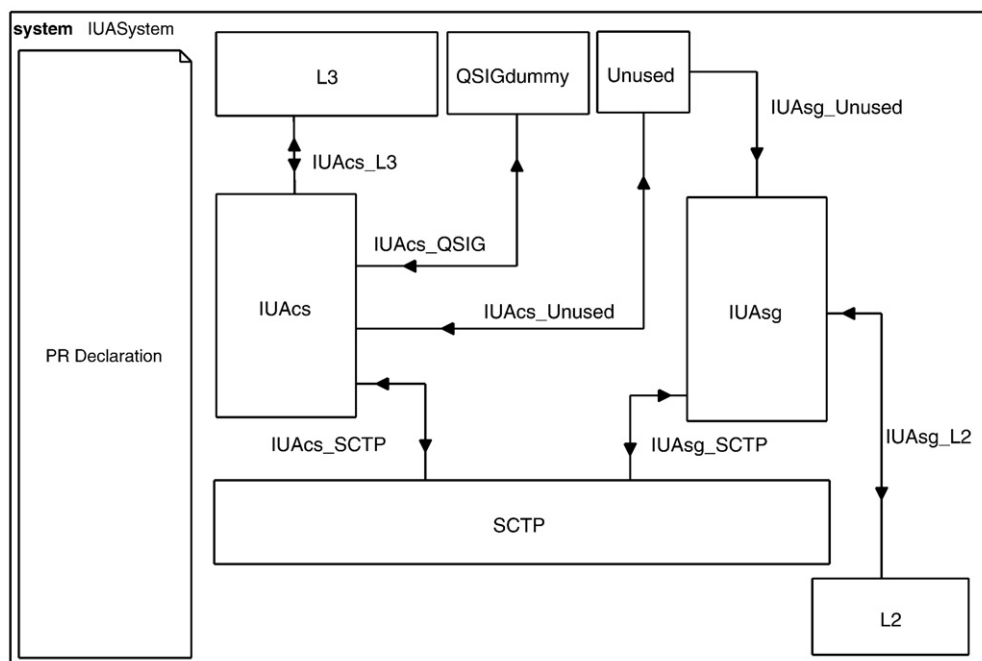 system IUASystem
L3
QSIGdummy
Unused
IUAsg_Unused
IUAcs_L3
IUAcs_QSIG
IUAcs_Unused
IUAcs
IUAsg
PR Declaration
IUAcs_SCTP
IUAsg_SCTP
IUAsg_L2
SCTP
L2